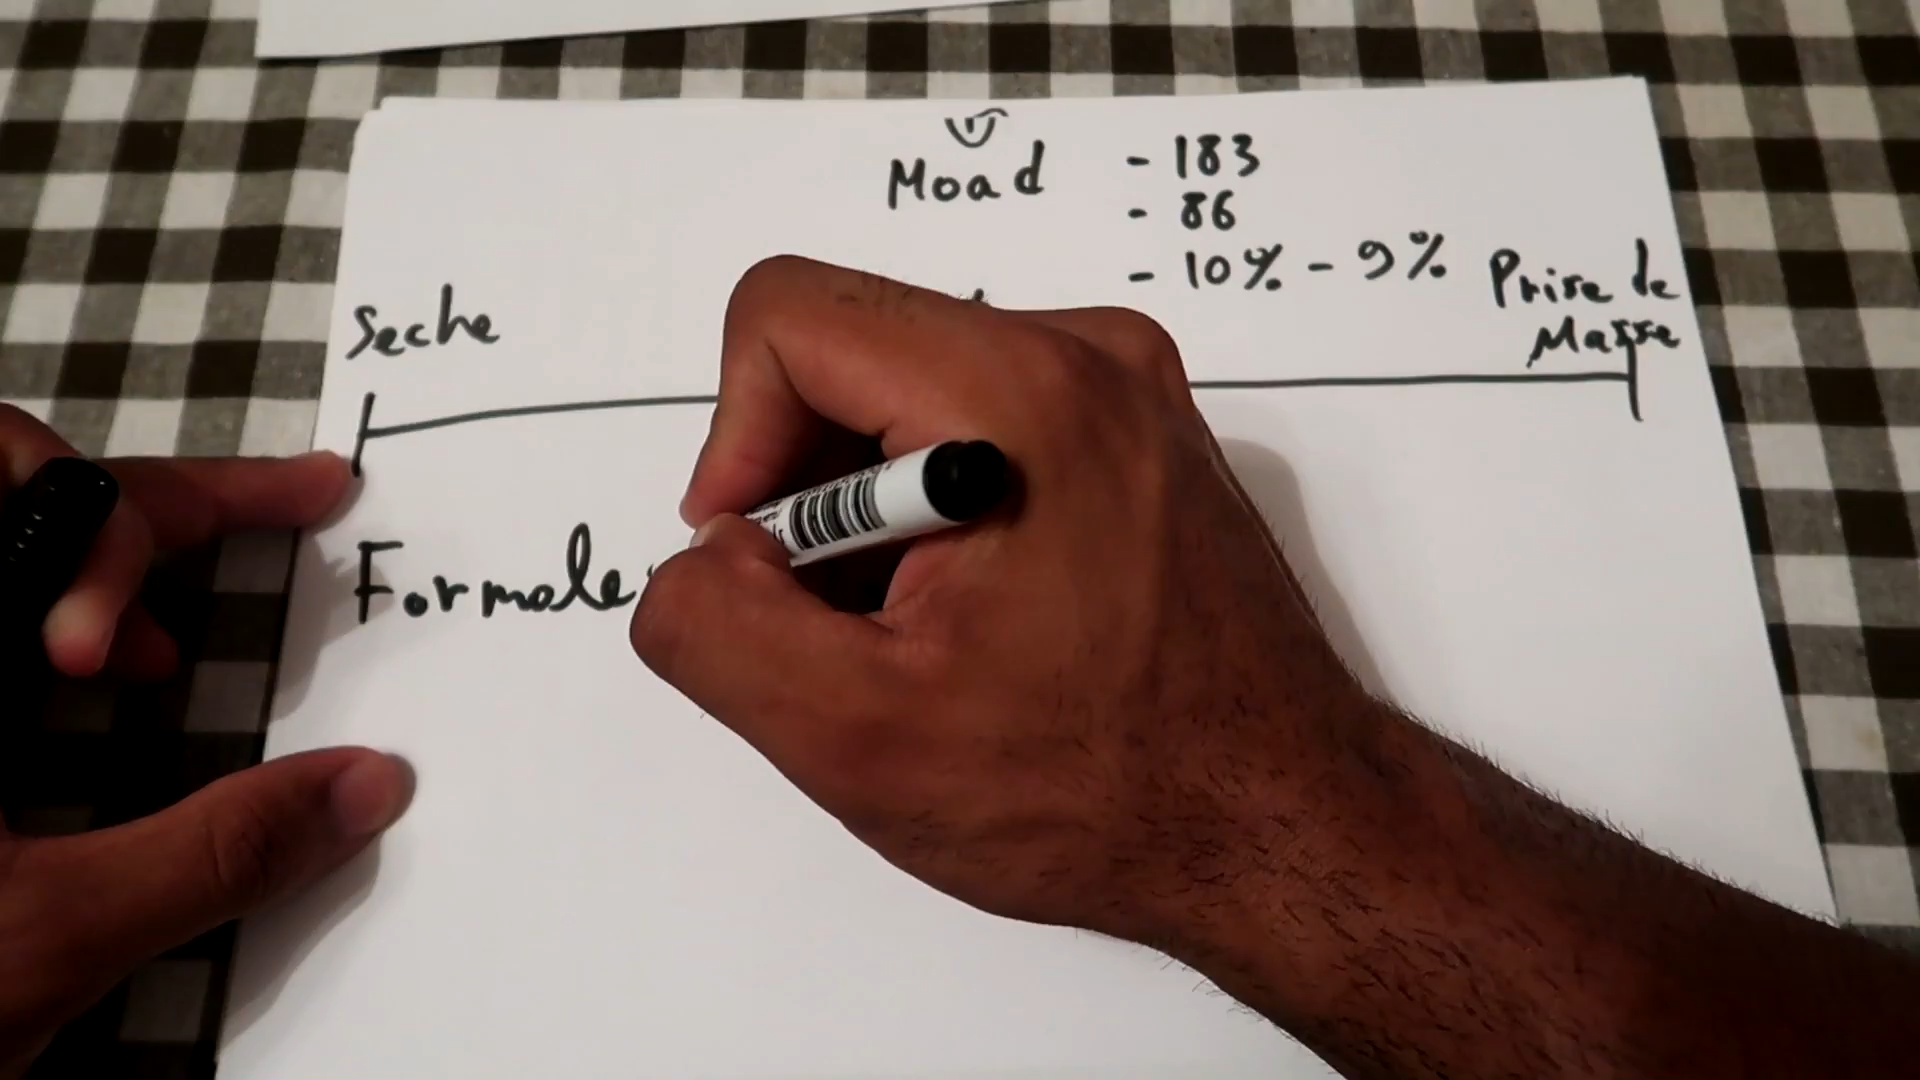 Moad
- 183
- 86
- 10% - 9%
Seche
Prise de
Masse
Formole